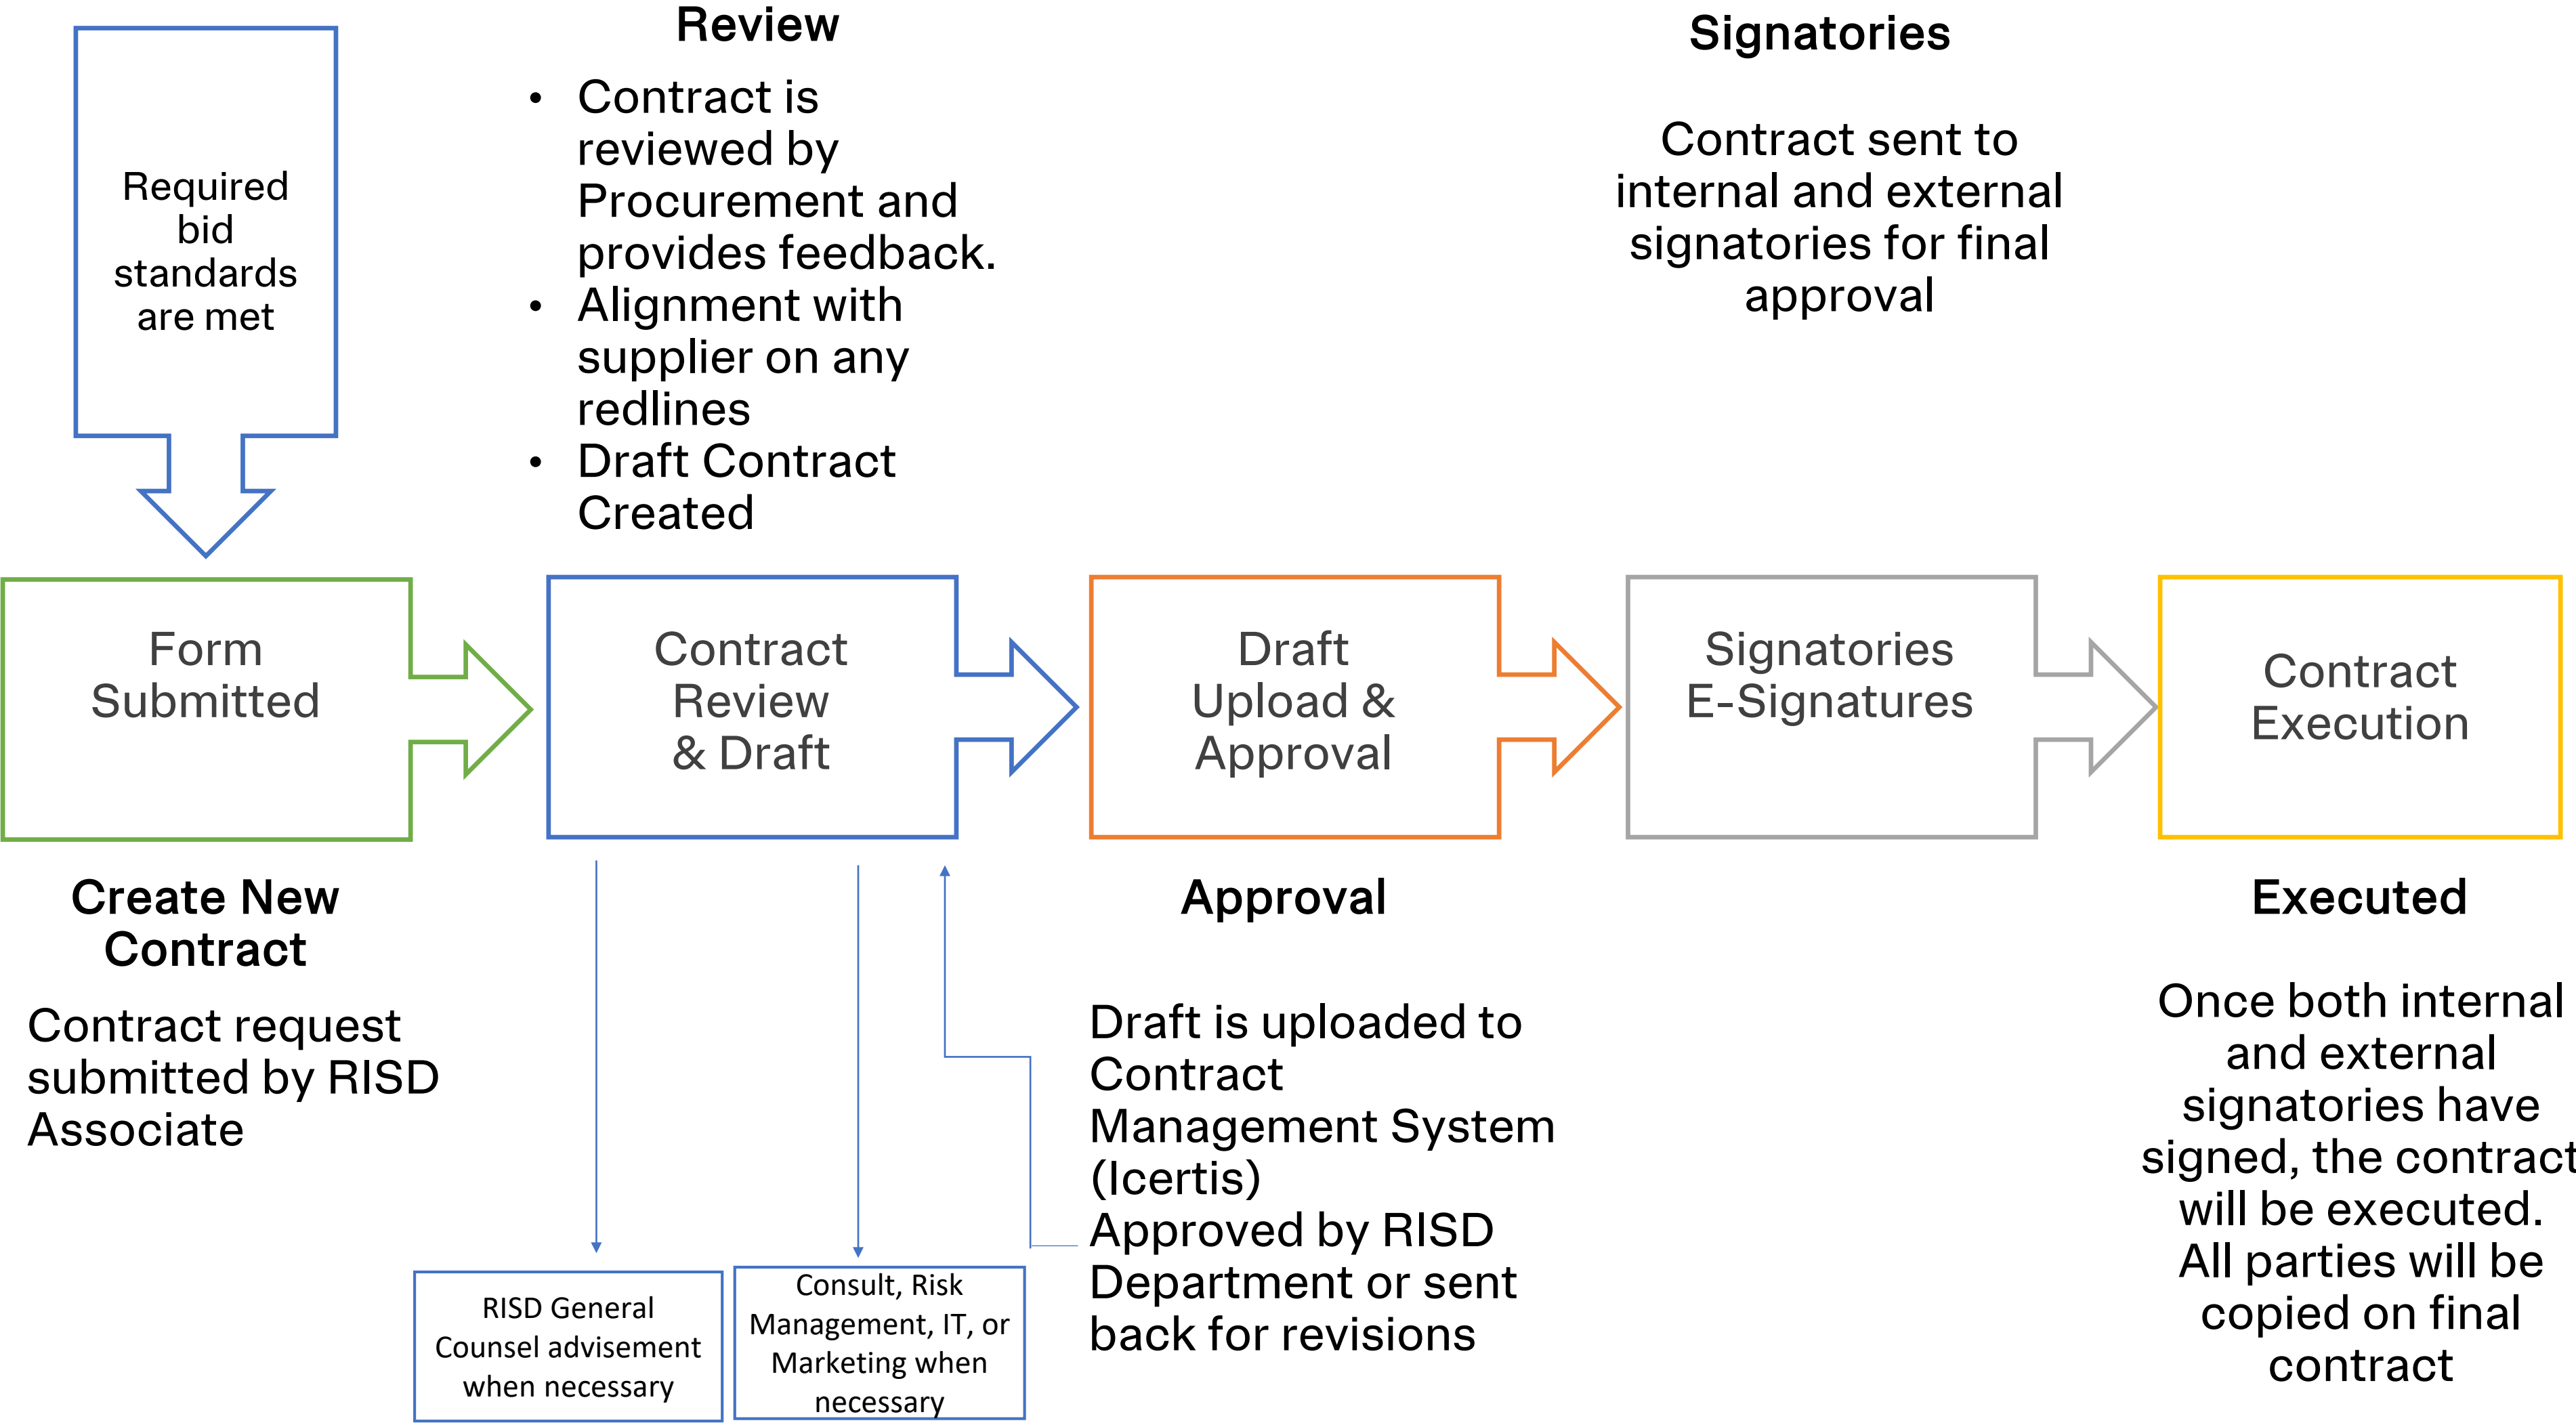 Required
bid
standards
are met
Review
• Contract is
reviewed by
Procurement and
provides feedback.
• Alignment with
supplier on any
redlines
• Draft Contract
Created
Signatories
Contract sent to
internal and external
signatories for final
approval
Form
Submitted
Contract
Review
& Draft
Draft
Upload &
Approval
Signatories
E-Signatures
Contract
Execution
Create New
Contract
Contract request
submitted by RISD
Associate
RISD General
Counsel advisement
when necessary
Consult, Risk
Management, IT, or
Marketing when
necessary
Approval
Draft is uploaded to
Contract
Management System
(Icertis)
Approved by RISD
Department or sent
back for revisions
Executed
Once both internal
and external
signatories have
signed, the contract
will be executed.
All parties will be
copied on final
contract